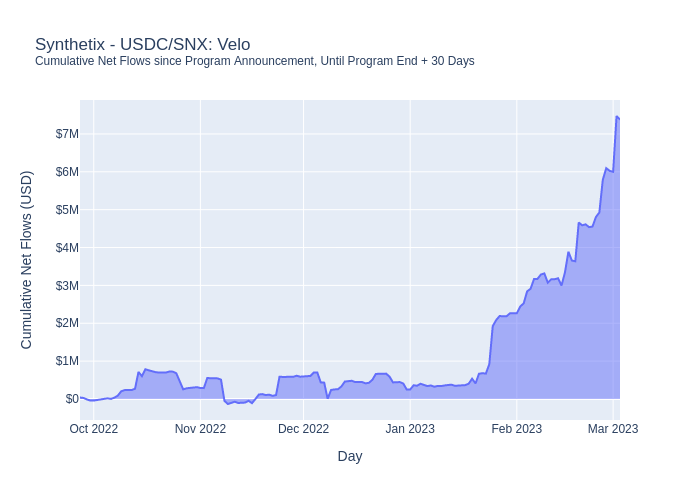 Synthetix - USDC/SNX: Velo
Cumulative Net Flows since Program Announcement, Until Program End + 30 Days
Cumulative Net Flows (USD)
$7M
$6M
$5M
$4M
$3M
$2M
$1M
$0
Oct 2022
Nov 2022
Dec 2022
Jan 2023
Feb 2023
Mar 2023
Day